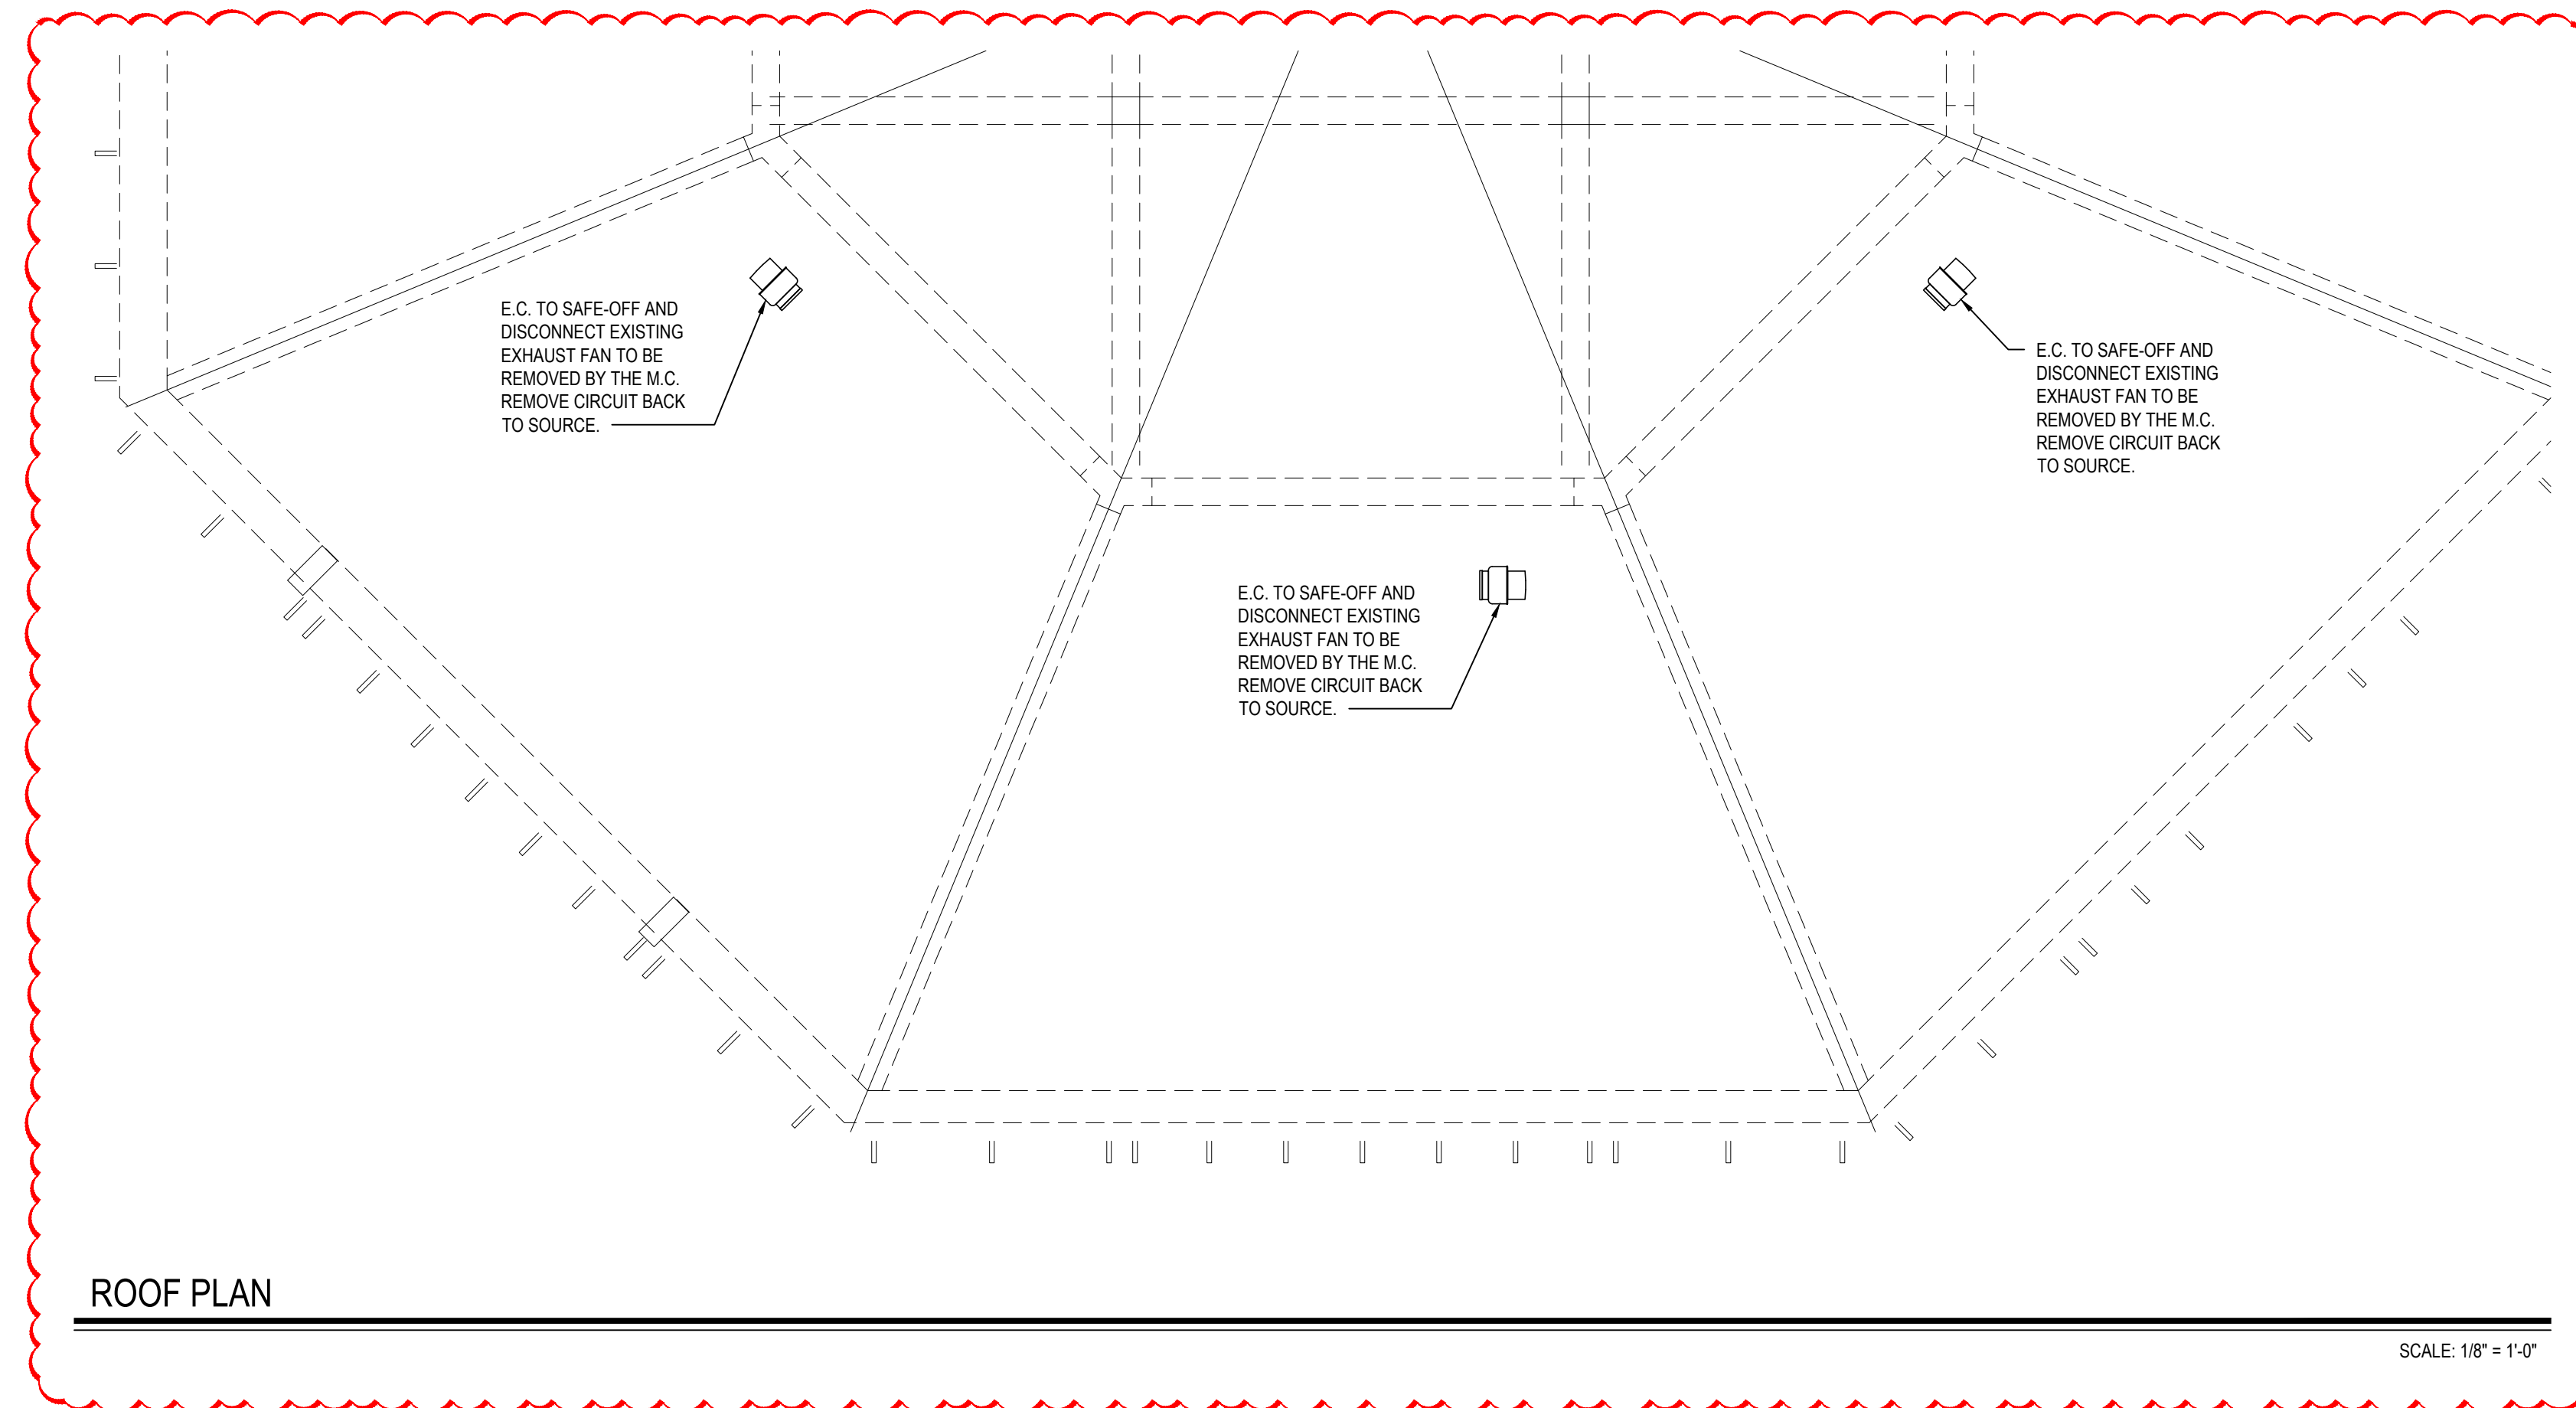 E.C. TO SAFE-OFF AND
DISCONNECT EXISTING
EXHAUST FAN TO BE
REMOVED BY THE M.C.
REMOVE CIRCUIT BACK
TO SOURCE.
E.C. TO SAFE-OFF AND
DISCONNECT EXISTING
EXHAUST FAN TO BE
REMOVED BY THE M.C.
REMOVE CIRCUIT BACK
TO SOURCE.
E.C. TO SAFE-OFF AND
DISCONNECT EXISTING
EXHAUST FAN TO BE
REMOVED BY THE M.C.
REMOVE CIRCUIT BACK
TO SOURCE.
ROOF PLAN
SCALE: 1/8" = 1'-0"